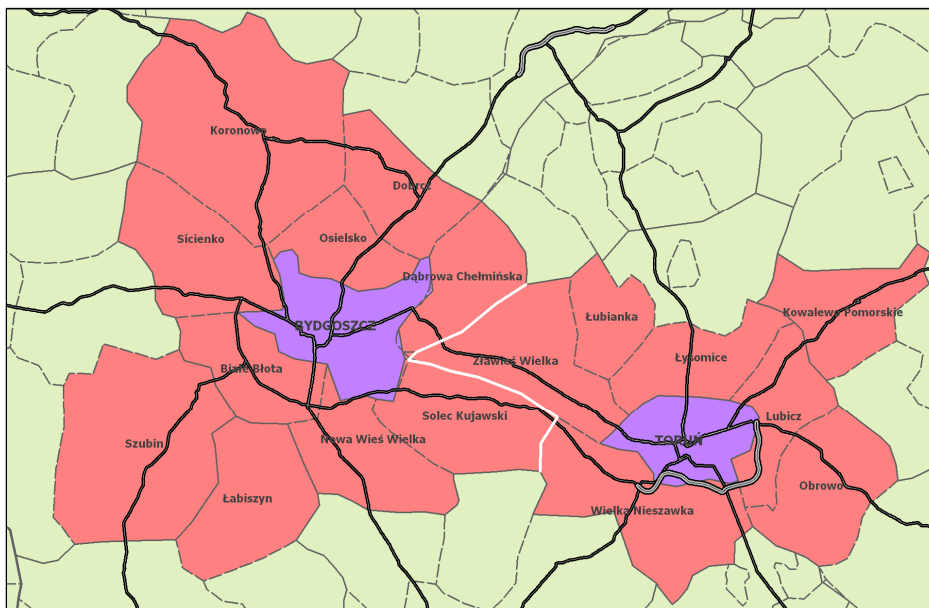 Koronowo
Dobrcz
Sicienko
Osielsko
Dąbrowa Chełmińska
Kowalewo Pomorskie
Łubianka
BYDGOSZCZ
Zławieś Wielka
Łysomice
Białe Błota
Solec Kujawski
Lubicz
Nowa Wieś Wielka
TORUŃ
Szubin
Obrowo
Łabiszyn
Wielka Nieszawka